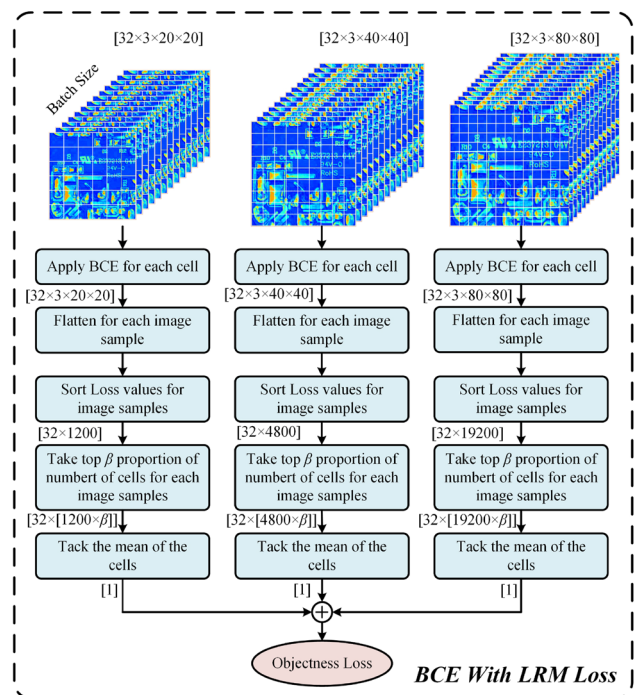 [32×3×20×20]
[32×3×40×40]
[32×3×80×80]
Batch Size
Apply BCE for each cell
Apply BCE for each cell
Apply BCE for each cell
[32×3×20×20]
[32×3×40×40]
[32×3×80×80]
Flatten for each image
sample
Flatten for each image
sample
Flatten for each image
sample
Sort Loss values for
image samples
Sort Loss values for
image samples
Sort Loss values for
image samples
[32×1200]
[32×4800]
[32×19200]
Take top β proportion of
numbert of cells for each
image samples
Take top β proportion of
numbert of cells for each
image samples
Take top β proportion of
numbert of cells for each
image samples
[32×[1200×β]]
[32×[4800×β]]
[32×[19200×β]]
Tack the mean of the
cells
Tack the mean of the
cells
Tack the mean of the
cells
[1]
[1]
[1]
+
Objectness Loss
BCE With LRM Loss